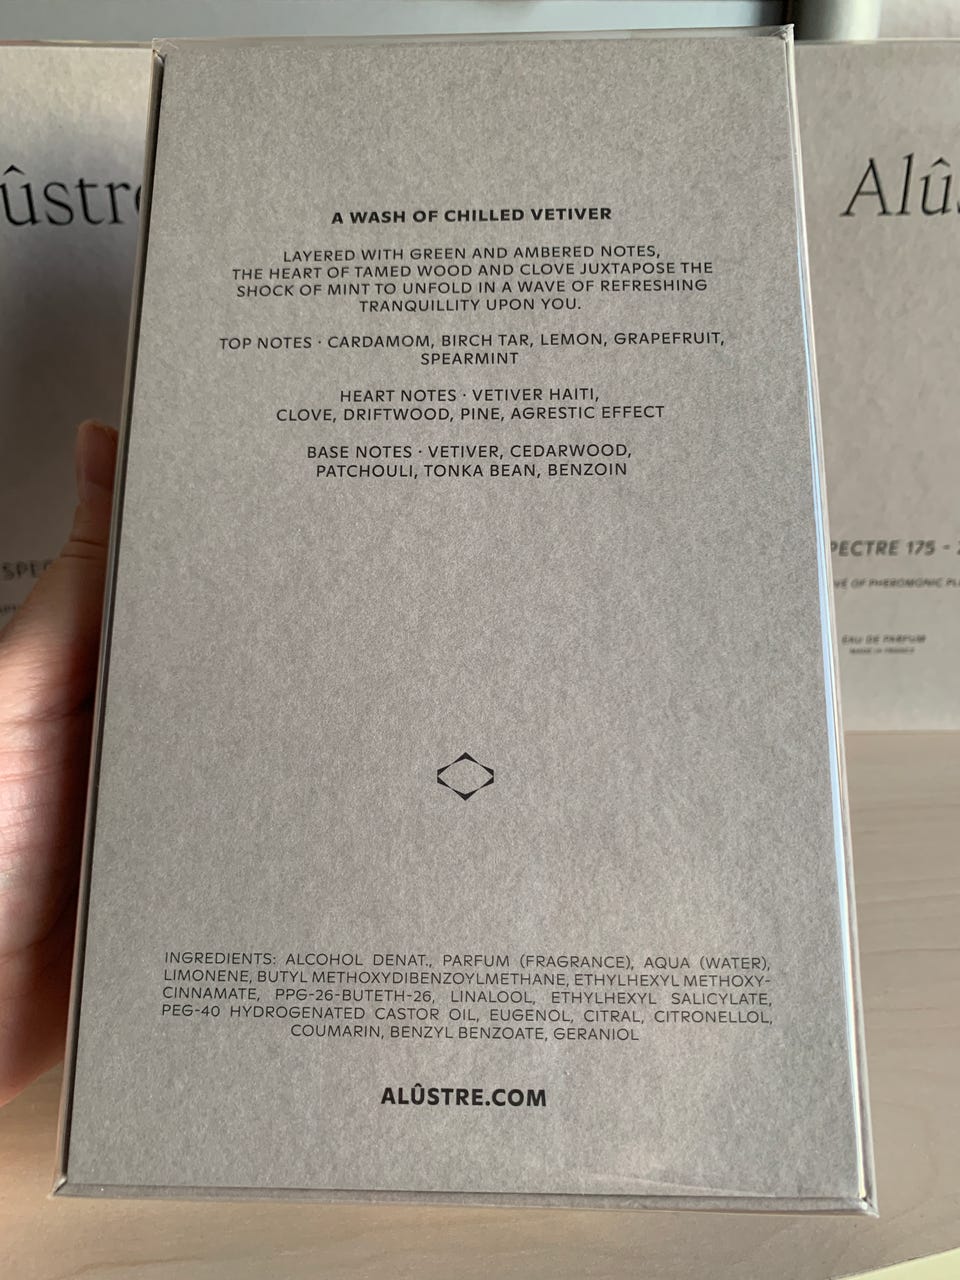 ûstre
A WASH OF CHILLED VETIVER
LAYERED WITH GREEN AND AMBERED NOTES,
THE HEART OF TAMED WOOD AND CLOVE JUXTAPOSE THE
SHOCK OF MINT TO UNFOLD IN A WAVE OF REFRESHING
TRANQUILLITY UPON YOU.
TOP NOTES · CARDAMOM, BIRCH TAR, LEMON, GRAPEFRUIT,
SPEARMINT
HEART NOTES · VETIVER HAITI,
CLOVE, DRIFTWOOD, PINE, AGRESTIC EFFECT
BASE NOTES · VETIVER, CEDARWOOD,
PATCHOULI, TONKA BEAN, BENZOIN
INGREDIENTS: ALCOHOL DENAT., PARFUM (FRAGRANCE), AQUA (WATER),
LIMONENE, BUTYL METHOXYDIBENZOYLMETHANE, ETHYLHEXYL METHOXY-
CINNAMATE, PPG-26-BUTETH-26, LINALOOL, ETHYLHEXYL SALICYLATE,
PEG-40 HYDROGENATED CASTOR OIL, EUGENOL, CITRAL, CITRONELLOL,
COUMARIN, BENZYL BENZOATE, GERANIOL
ALÛSTRE.COM
Alû
PECTRE 175 -
OF PHEROMONIC
EAU DE PARFUM
MADE IN FRANCE